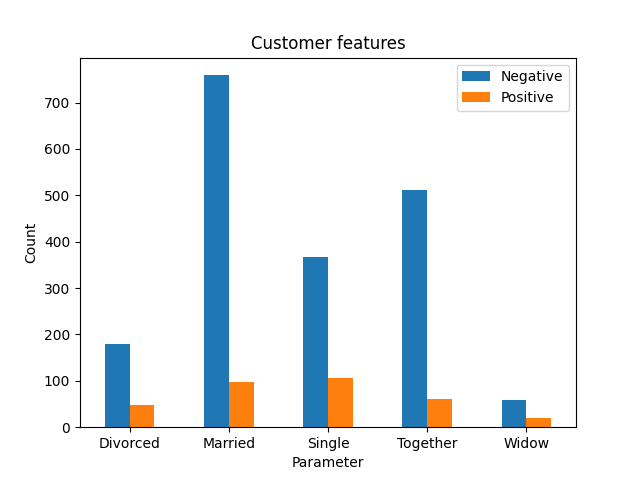 Customer features
Negative
Positive
Count
700
600
500
400
300
200
100
0
Divorced Married Single Together Widow
Parameter